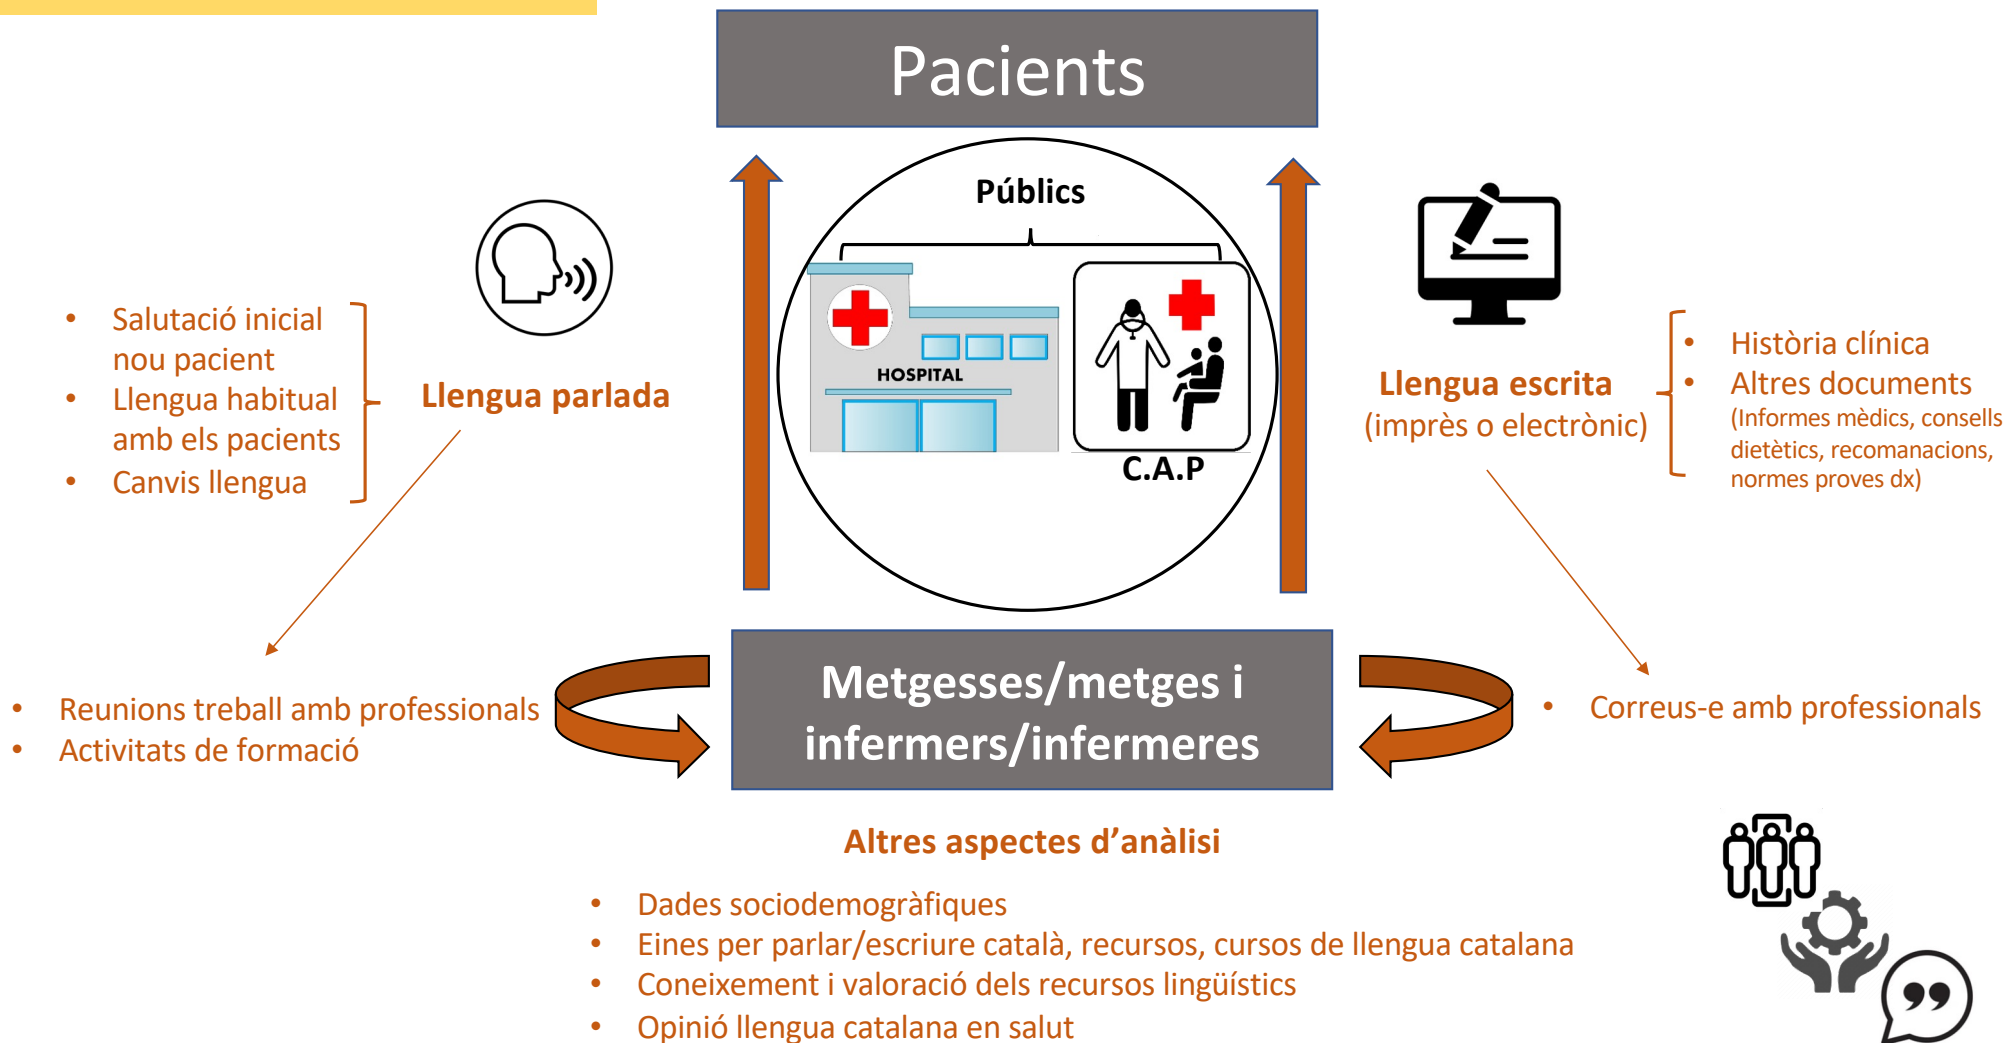 Pacients
Públics
HOSPITAL
C.A.P
• Salutació inicial
nou pacient
• Llengua habitual
amb els pacients
• Canvis llengua
Llengua parlada
Llengua escrita
(imprès o electrònic)
• Història clínica
• Altres documents
(Informes mèdics, consells
dietètics, recomanacions,
normes proves dx)
• Reunions treball amb professionals
• Activitats de formació
Metgesses/metges i
infermers/infermeres
• Correus-e amb professionals
Altres aspectes d’anàlisi
• Dades sociodemogràfiques
• Eines per parlar/escriure català, recursos, cursos de llengua catalana
• Coneixement i valoració dels recursos lingüístics
• Opinió llengua catalana en salut